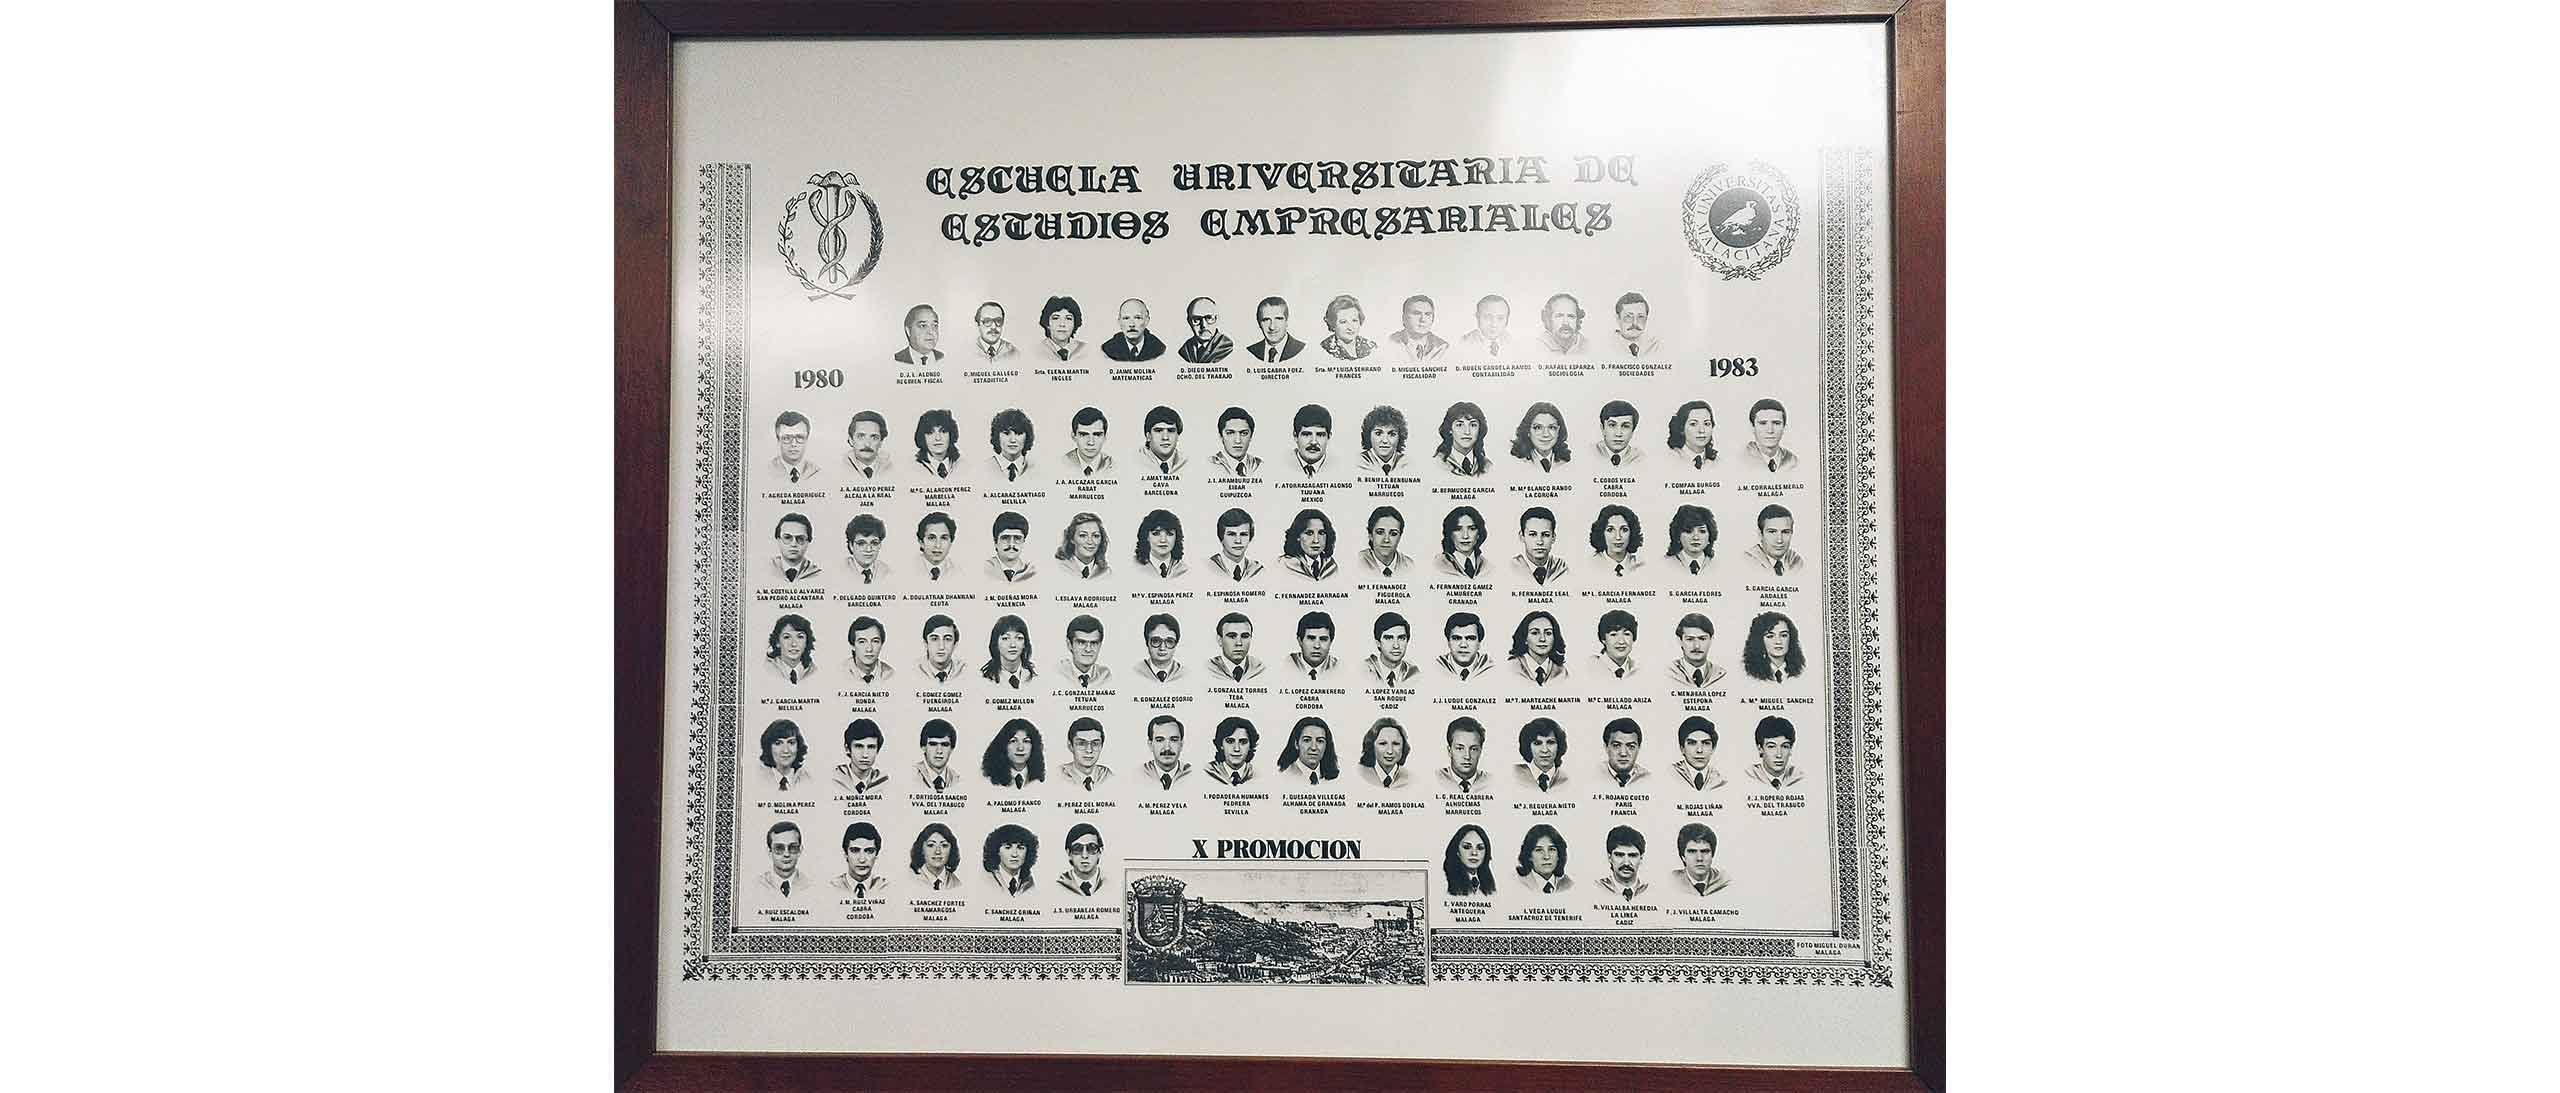 ESCUELA UNIVERSITARIA DE
ESTUDIOS EMPRESARIALES
UNIVERSITAS MALACITANA
1980
1983
D. J. L. ALONSO
REGIMEN FISCAL
D. MIGUEL GALLEGO
ESTADISTICA
Srta. ELENA MARTIN
INGLES
D. JAIME MOLINA
MATEMATICAS
D. DIEGO MARTIN
DCHO. DEL TRABAJO
D. LUIS CABRA FDEZ.
DIRECTOR
Srta. Mª LUISA SERRANO
FRANCES
D. MIGUEL SANCHEZ
FISCALIDAD
D. RUBEN CANDELA RAMOS
CONTABILIDAD
D. RAFAEL ESPARZA
SOCIOLOGIA
D. FRANCISCO GONZALEZ
SOCIEDADES
T. AGREDA RODRIGUEZ
MALAGA
J. A. AGUAYO PEREZ
ALCALA LA REAL
JAEN
Mª G. ALARCON PEREZ
MARBELLA
MALAGA
A. ALCARAZ SANTIAGO
MELILLA
J. A. ALCAZAR GARCIA
RABAT
MARRUECOS
J. AMAT MATA
GAVA
BARCELONA
J. I. ARAMBURU ZEA
EIBAR
GUIPUZCOA
F. ATORRASAGASTI ALONSO
TIJUANA
MEXICO
R. BENIFLA BENBUNAN
TETUAN
MARRUECOS
M. BERMUDEZ GARCIA
MALAGA
M. Mª BLANCO RANDO
LA CORUÑA
C. COBOS VEGA
CABRA
CORDOBA
F. COMPAN BURGOS
MALAGA
J. M. CORRALES MERLO
MALAGA
A. M. COSTILLO ALVAREZ
SAN PEDRO ALCANTARA
MALAGA
P. DELGADO QUINTERO
BARCELONA
A. DOULATRAN DHANWANI
CEUTA
J. M. DUEÑAS MORA
VALENCIA
I. ESLAVA RODRIGUEZ
MALAGA
Mª V. ESPINOSA PEREZ
MALAGA
R. ESPINOSA ROMERO
MALAGA
C. FERNANDEZ BARRAGAN
MALAGA
Mª I. FERNANDEZ
FIGUEROLA
MALAGA
A. FERNANDEZ GAMEZ
ALMUÑECAR
GRANADA
R. FERNANDEZ LEAL
MALAGA
Mª L. GARCIA FERNANDEZ
MALAGA
S. GARCIA FLORES
MALAGA
S. GARCIA GARCIA
ARDALES
MALAGA
Mª J. GARCIA MARTIN
MELILLA
F. J. GARCIA NIETO
RONDA
MALAGA
C. GOMEZ GOMEZ
FUENGIROLA
MALAGA
D. GOMEZ MILLON
MALAGA
J. C. GONZALEZ MAÑAS
TETUAN
MARRUECOS
R. GONZALEZ OSORIO
MALAGA
J. GONZALEZ TORRES
TEBA
MALAGA
J. C. LOPEZ CARNERERO
CABRA
CORDOBA
A. LOPEZ VARGAS
SAN ROQUE
CADIZ
J. J. LUQUE GONZALEZ
MALAGA
Mª T. MARTEACHE MARTIN
MALAGA
Mª C. MELLADO ARIZA
MALAGA
C. MENJIBAR LOPEZ
ESTEPONA
MALAGA
A. Mª MIGUEL SANCHEZ
MALAGA
Mª D. MOLINA PEREZ
MALAGA
J. A. MOÑIZ MORA
CABRA
CORDOBA
F. ORTIGOSA SANCHO
VVA. DEL TRABUCO
MALAGA
A. PALOMO FRANCO
MALAGA
N. PEREZ DEL MORAL
MALAGA
A. M. PEREZ VELA
MALAGA
I. PODADERA HUMANES
PEDRERA
SEVILLA
F. QUESADA VILLEGAS
ALHAMA DE GRANADA
GRANADA
Mª del P. RAMOS DOBLAS
MALAGA
L. G. REAL CABRERA
ALHUCEMAS
MARRUECOS
Mª J. REGUERA NIETO
MALAGA
J. F. ROJANO CUETO
PARIS
FRANCIA
M. ROJAS LIÑAN
MALAGA
F. J. ROPERO ROJAS
VVA. DEL TRABUCO
MALAGA
A. RUIZ ESCALONA
MALAGA
J. M. RUIZ VIÑAS
CABRA
CORDOBA
A. SANCHEZ FORTES
BENAMARGOSA
MALAGA
C. SANCHEZ GRIÑAN
MALAGA
J. S. URBANEJA ROMERO
MALAGA
X PROMOCION
E. VARO PORRAS
ANTEQUERA
MALAGA
I. VEGA LUQUE
SANTACRUZ DE TENERIFE
R. VILLALBA HEREDIA
LA LINEA
CADIZ
F. J. VILLALTA CAMACHO
MALAGA
FOTO MIGUEL DURAN
MALAGA